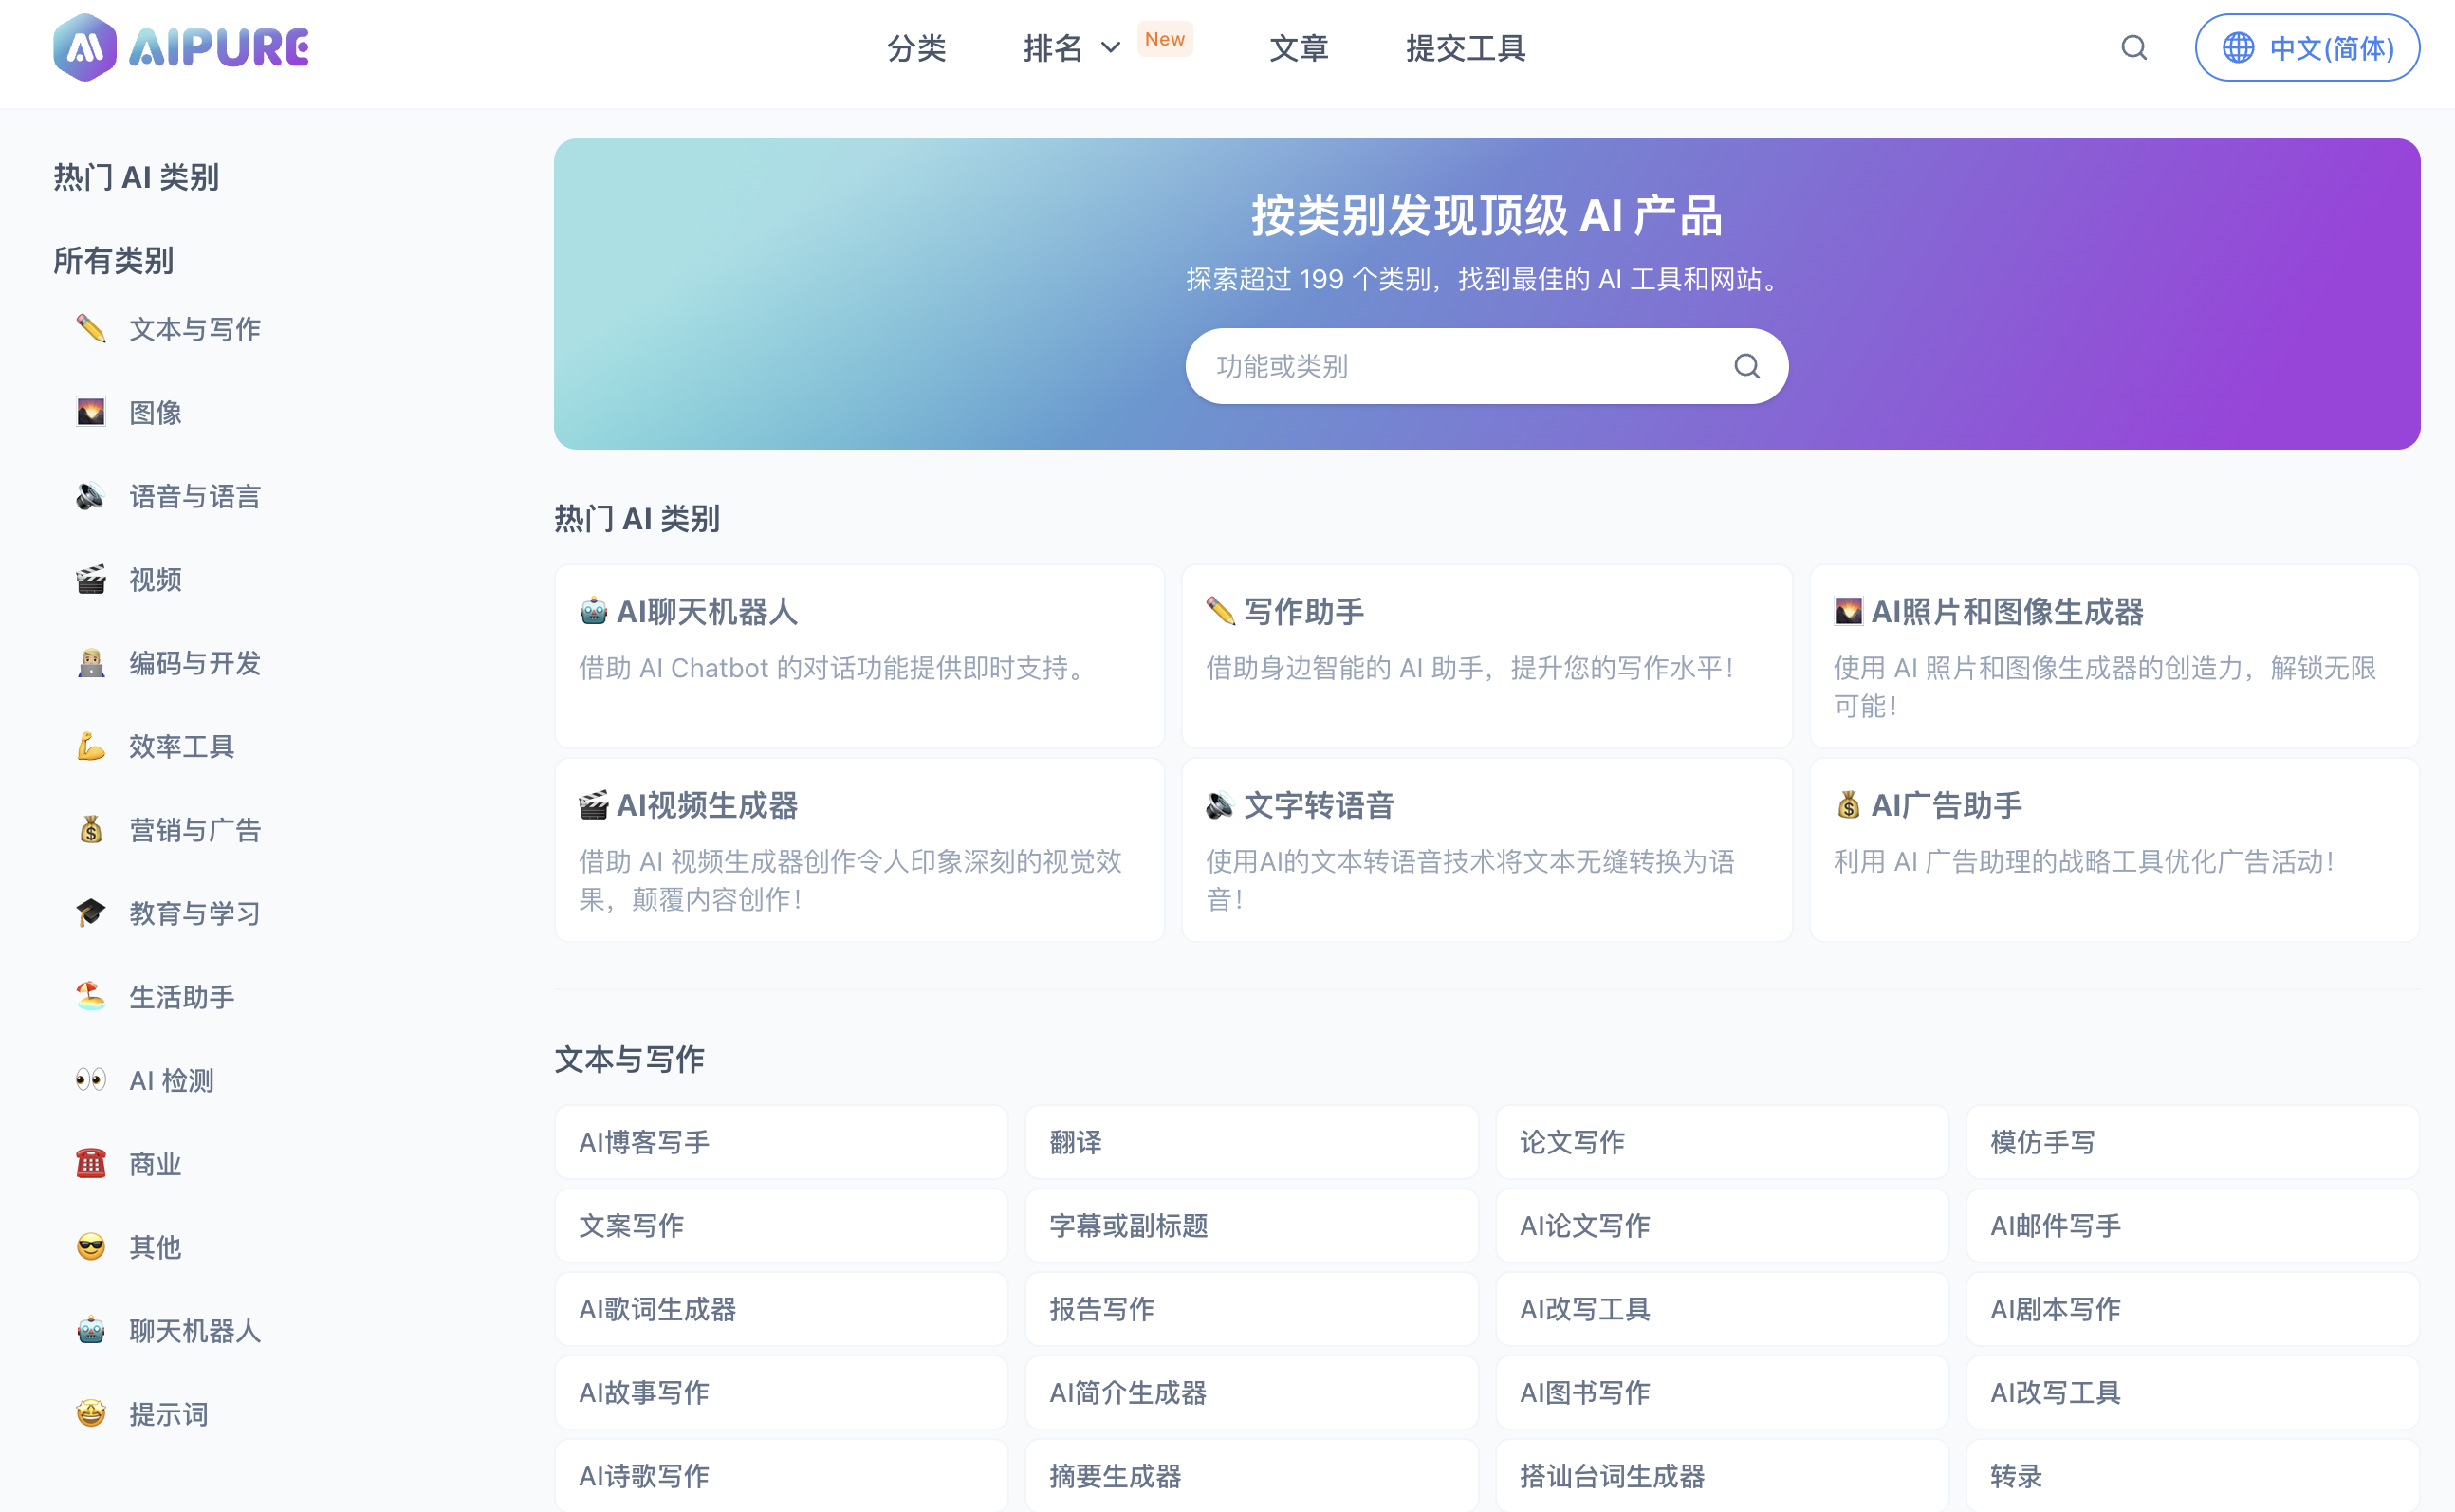 AIPURE
分类
排名
New
文章
提交工具
中文(简体)
热门 AI 类别
所有类别
文本与写作
图像
语音与语言
视频
编码与开发
效率工具
营销与广告
教育与学习
生活助手
AI 检测
商业
其他
聊天机器人
提示词
按类别发现顶级 AI 产品
探索超过 199 个类别，找到最佳的 AI 工具和网站。
功能或类别
热门 AI 类别
AI聊天机器人
借助 AI Chatbot 的对话功能提供即时支持。
写作助手
借助身边智能的 AI 助手，提升您的写作水平！
AI照片和图像生成器
使用 AI 照片和图像生成器的创造力，解锁无限
可能！
AI视频生成器
借助 AI 视频生成器创作令人印象深刻的视觉效
果，颠覆内容创作！
文字转语音
使用AI的文本转语音技术将文本无缝转换为语
音！
AI广告助手
利用 AI 广告助理的战略工具优化广告活动！
文本与写作
AI博客写手
翻译
论文写作
模仿手写
文案写作
字幕或副标题
AI论文写作
AI邮件写手
AI歌词生成器
报告写作
AI改写工具
AI剧本写作
AI故事写作
AI简介生成器
AI图书写作
AI改写工具
AI诗歌写作
摘要生成器
搭讪台词生成器
转录